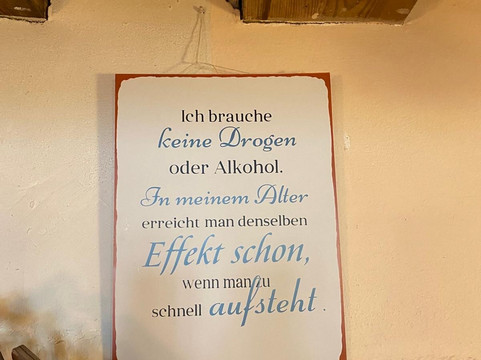 Ich brauche
keine Drogen
oder Alkohol.
In meinem Alter
erreicht man denselben
Effekt schon,
wenn man zu
schnell aufsteht.